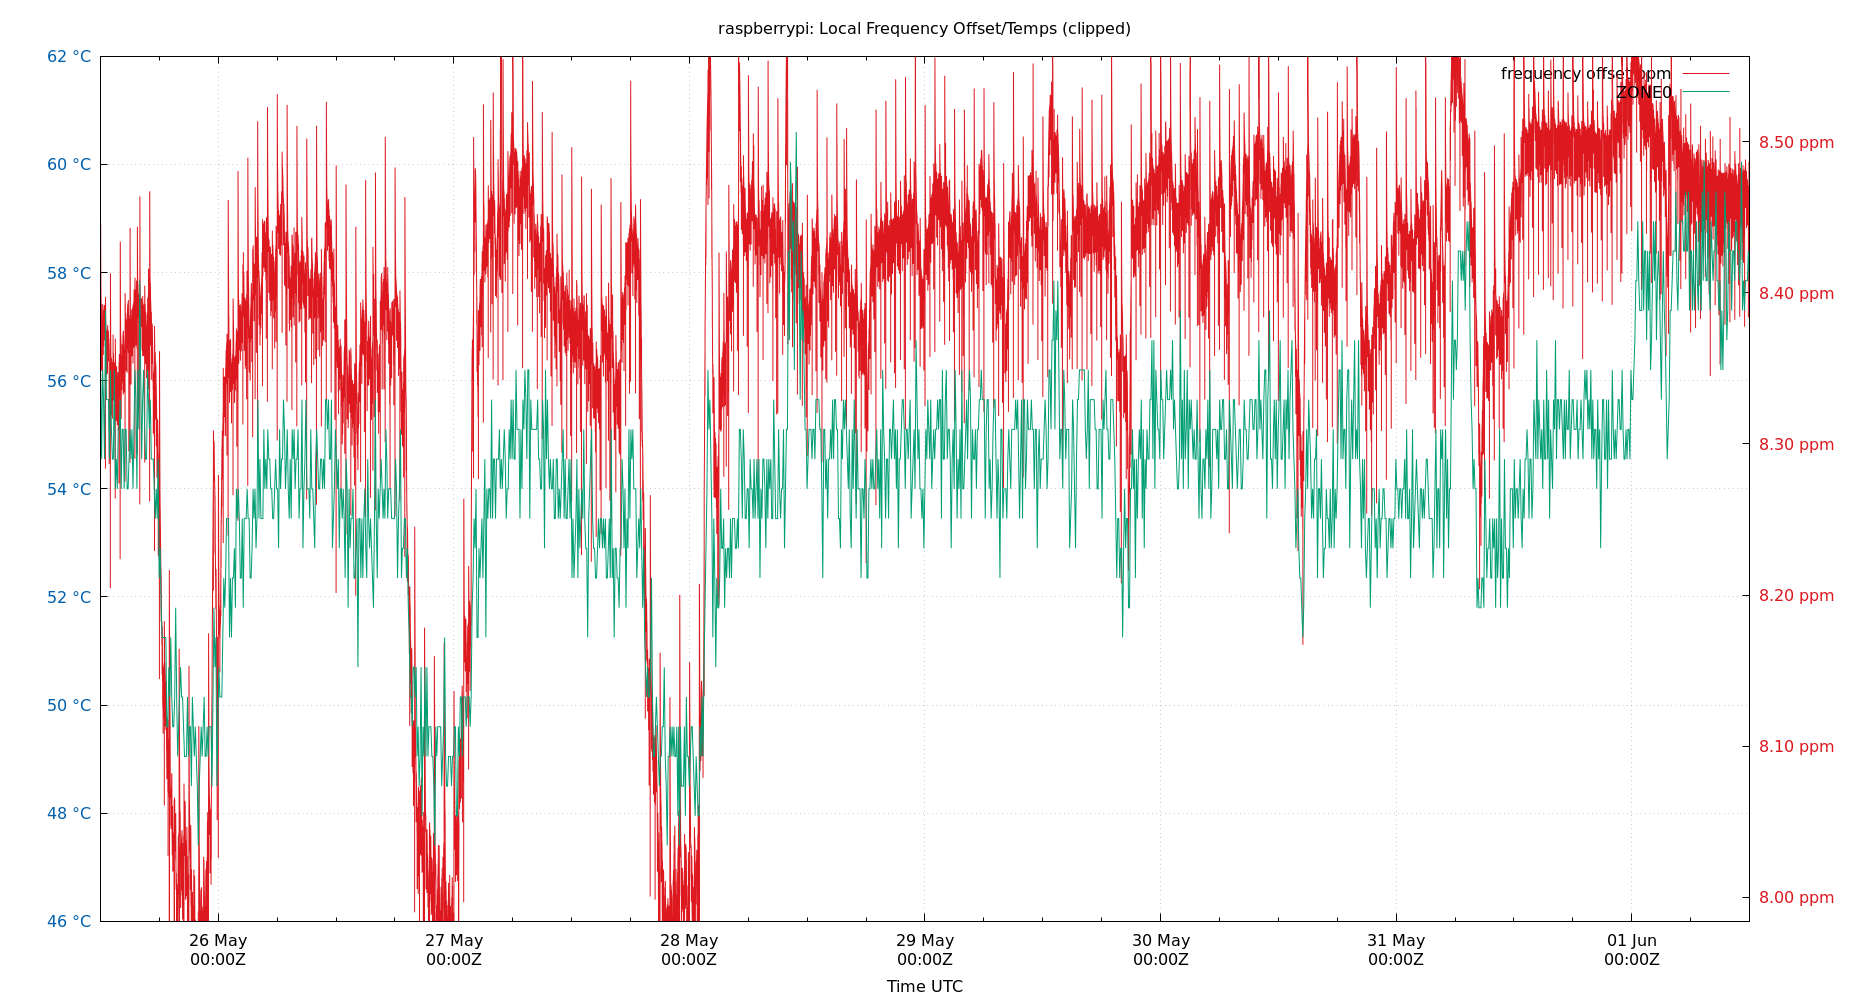 raspberrypi: Local Frequency Offset/Temps (clipped)
62 °C
60 °C
58 °C
56 °C
54 °C
52 °C
50 °C
48 °C
46 °C
frequency offset ppm
ZONE0
8.50 ppm
8.40 ppm
8.30 ppm
8.20 ppm
8.10 ppm
8.00 ppm
26 May
00:00Z
27 May
00:00Z
28 May
00:00Z
29 May
00:00Z
30 May
00:00Z
31 May
00:00Z
01 Jun
00:00Z
Time UTC